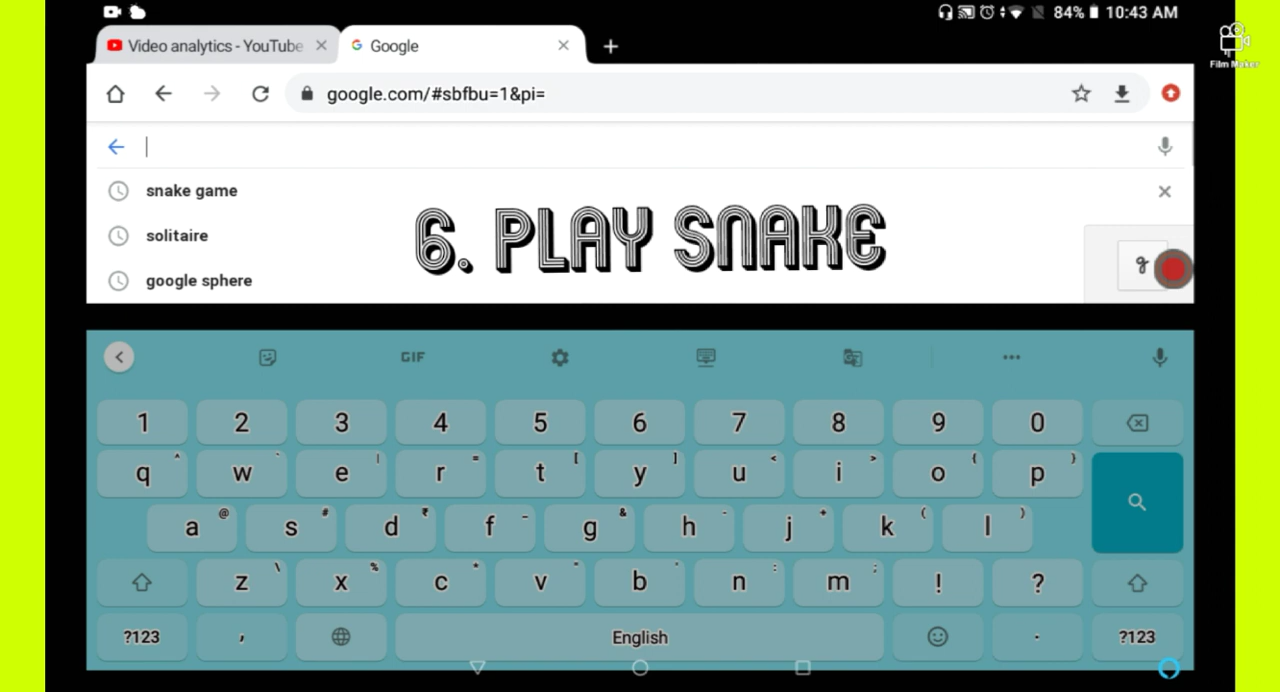 84% 10:43 AM
Film Maker
Video analytics - YouTube
Google
google.com/#sbfbu=1&pi=
snake game
solitaire
google sphere
6. PLAY SNAKE
g
GIF
1 2 3 4 5 6 7 8 9 0
q ^ w ` e | r = t [ y ] u < i > o { p }
a @ s # d ₹ f - g & h - j + k ( l )
z \ x % c * v " b ' n : m ; ! ?
?123 , English . ?123